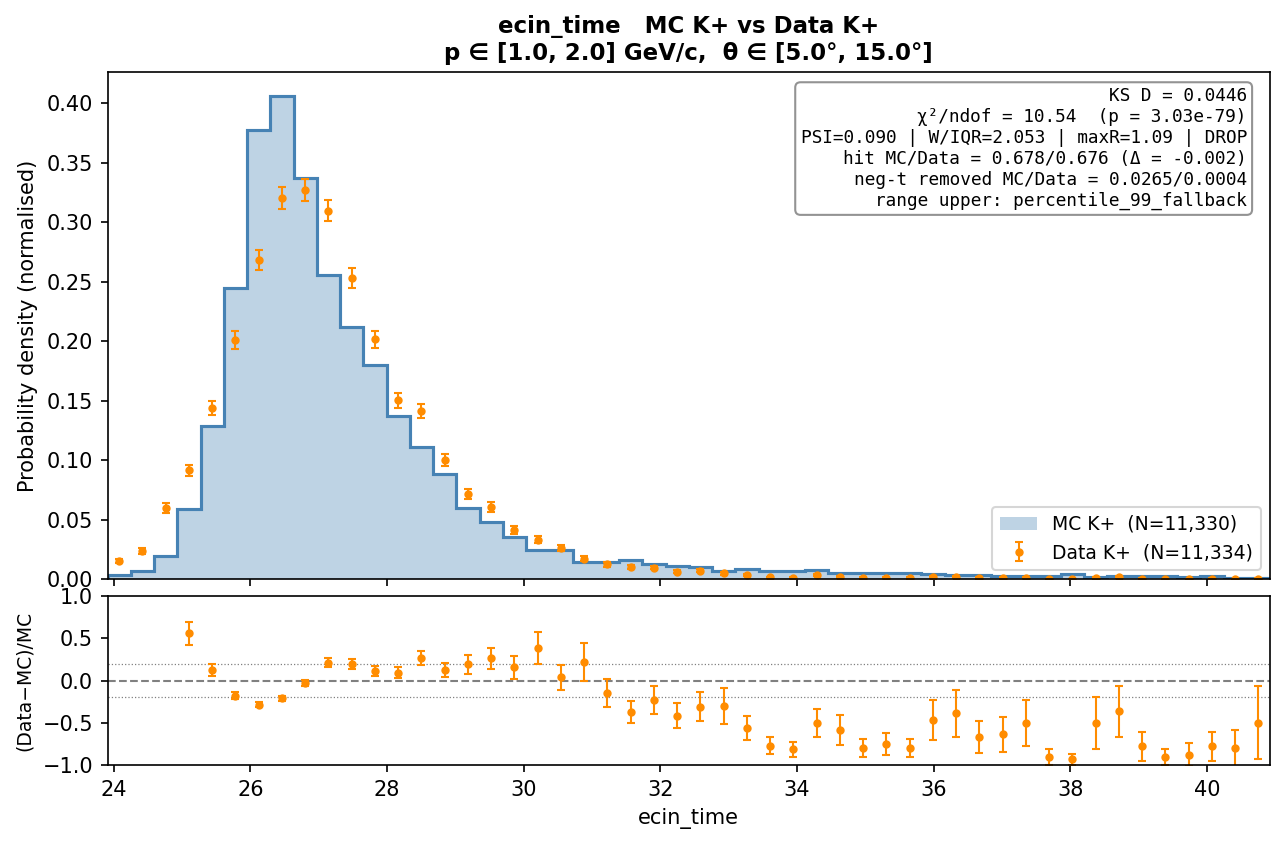 ecin_time   MC K+ vs Data K+
p ∈ [1.0, 2.0] GeV/c,  θ ∈ [5.0°, 15.0°]
KS D = 0.0446
χ²/ndof = 10.54  (p = 3.03e-79)
PSI=0.090 | W/IQR=2.053 | maxR=1.09 | DROP
hit MC/Data = 0.678/0.676 (Δ = -0.002)
neg-t removed MC/Data = 0.0265/0.0004
range upper: percentile_99_fallback
Probability density (normalised)
0.40
0.35
0.30
0.25
0.20
0.15
0.10
0.05
0.00
MC K+  (N=11,330)
Data K+  (N=11,334)
(Data−MC)/MC
1.0
0.5
0.0
−0.5
−1.0
24 26 28 30 32 34 36 38 40
ecin_time